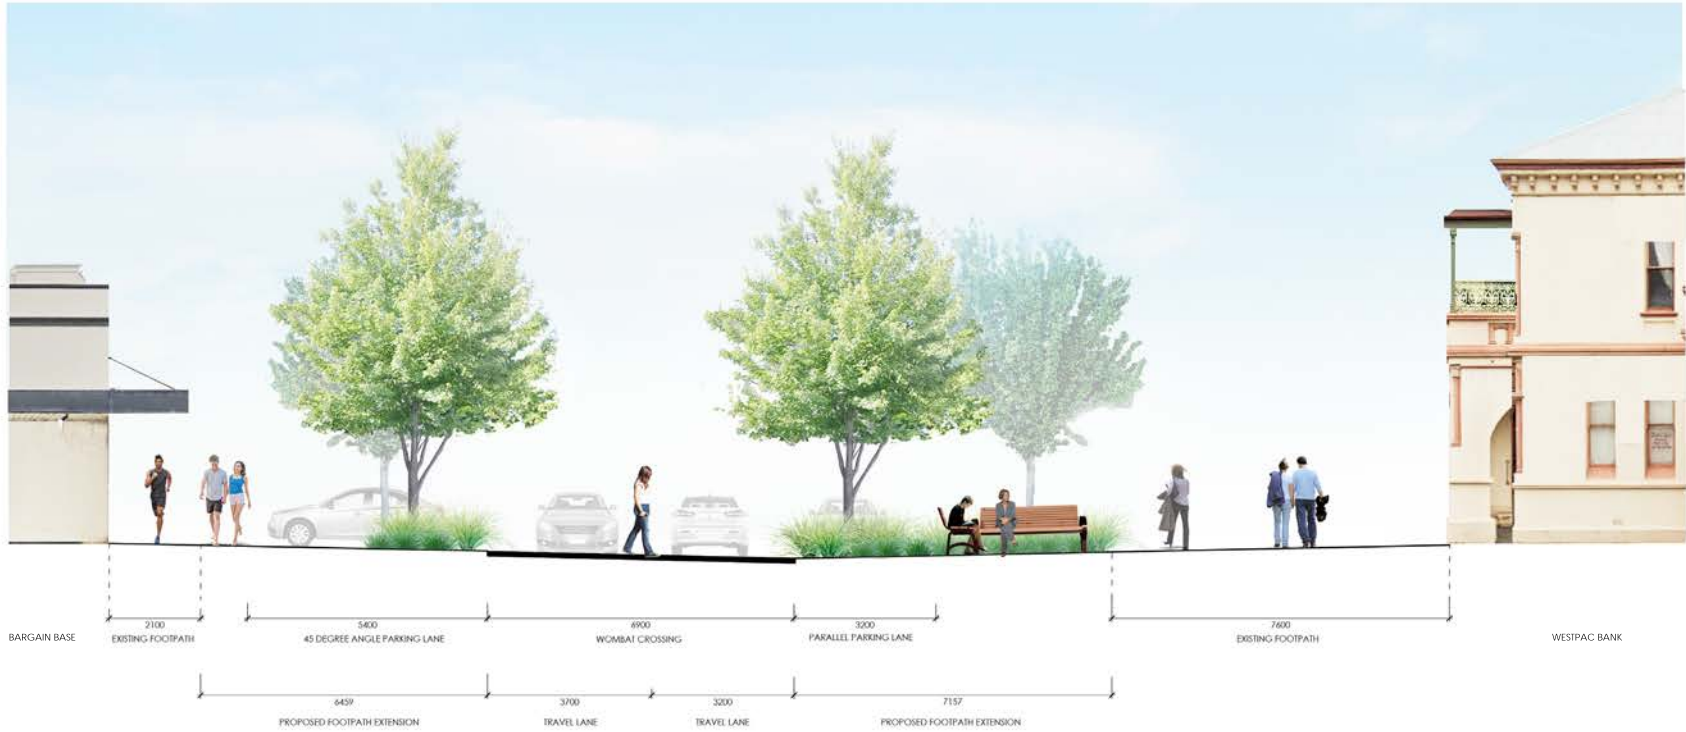 2100
5400
6900
3200
7600
BARGAIN BASE
EXISTING FOOTPATH
45 DEGREE ANGLE PARKING LANE
WOMBAT CROSSING
PARALLEL PARKING LANE
EXISTING FOOTPATH
WESTPAC BANK
6459
3700
3200
7157
PROPOSED FOOTPATH EXTENSION
TRAVEL LANE
TRAVEL LANE
PROPOSED FOOTPATH EXTENSION